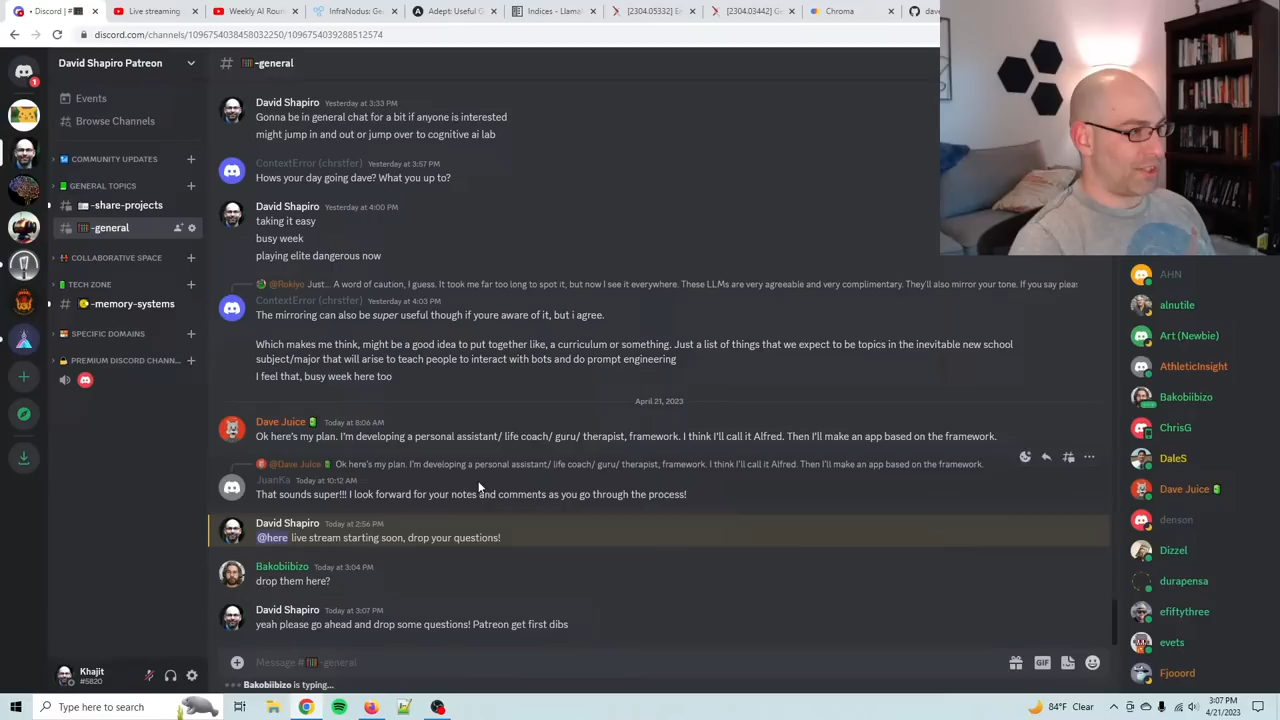 Discord |
Live streaming
Weekly AI Rour
InfraNodus: Ge
Adept: Useful G
Indices - Llama
[2304.05332] E
[2304.03442] G
Chroma
discord.com/channels/1096754038458032250/1096754039288512574
David Shapiro Patreon
-general
1
Events
Browse Channels
COMMUNITY UPDATES
GENERAL TOPICS
-share-projects
-general
COLLABORATIVE SPACE
TECH ZONE
-memory-systems
SPECIFIC DOMAINS
PREMIUM DISCORD CHANN...
David Shapiro Yesterday at 3:33 PM
Gonna be in general chat for a bit if anyone is interested
might jump in and out or jump over to cognitive ai lab
ContextError (chrstfer) Yesterday at 3:57 PM
Hows your day going dave? What you up to?
David Shapiro Yesterday at 4:00 PM
taking it easy
busy week
playing elite dangerous now
@Rokiyo Just... A word of caution, I guess. It took me far too long to spot it, but now I see it everywhere. These LLMs are very agreeable and very complimentary. They'll also mirror your tone. If you say pleas
ContextError (chrstfer) Yesterday at 4:03 PM
The mirroring can also be super useful though if youre aware of it, but i agree.
Which makes me think, might be a good idea to put together like, a curriculum or something. Just a list of things that we expect to be topics in the inevitable new school
subject/major that will arise to teach people to interact with bots and do prompt engineering
I feel that, busy week here too
April 21, 2023
Dave Juice Today at 8:06 AM
Ok here's my plan. I'm developing a personal assistant/ life coach/ guru/ therapist, framework. I think I'll call it Alfred. Then I'll make an app based on the framework.
@Dave Juice Ok here's my plan. I'm developing a personal assistant/ life coach/ guru/ therapist, framework. I think I'll call it Alfred. Then I'll make an app based on the framework.
JuanKa Today at 10:12 AM
That sounds super!!! I look forward for your notes and comments as you go through the process!
David Shapiro Today at 2:56 PM
@here live stream starting soon, drop your questions!
Bakobiibizo Today at 3:04 PM
drop them here?
David Shapiro Today at 3:07 PM
yeah please go ahead and drop some questions! Patreon get first dibs
Message # -general
GIF
Bakobiibizo is typing...
AHN
alnutile
Art (Newbie)
AthleticInsight
Bakobiibizo
ChrisG
DaleS
Dave Juice
denson
Dizzel
durapensa
efiftythree
evets
Fjooord
Khajit
#5820
Type here to search
84°F Clear
3:07 PM
4/21/2023